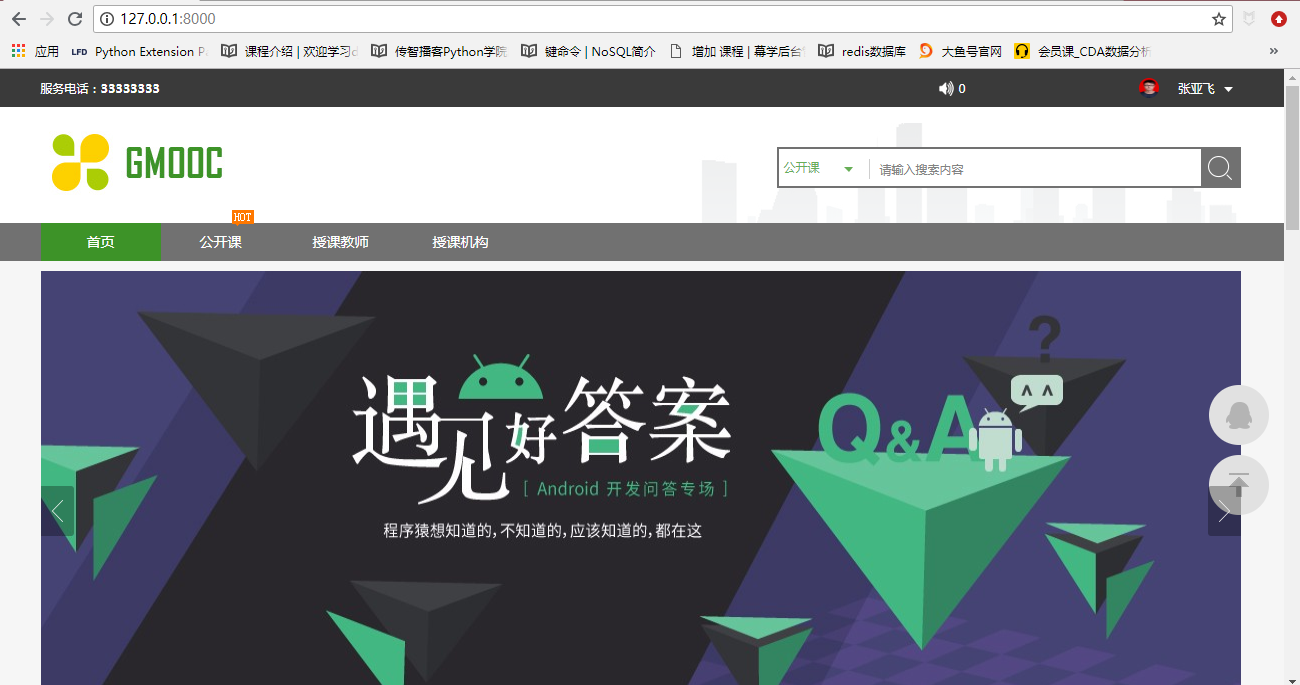 127.0.0.1:8000
应用 LFD Python Extension P 课程介绍 | 欢迎学习 传智播客Python学院 键命令 | NoSQL简介 增加 课程 | 幕学后台 redis数据库 大鱼号官网 会员课_CDA数据分析 »
服务电话：33333333 0 张亚飞
GMOOC
公开课 请输入搜索内容
HOT
首页 公开课 授课教师 授课机构
?
遇见好答案
Q&A
[ Android 开发问答专场 ]
程序猿想知道的, 不知道的, 应该知道的, 都在这